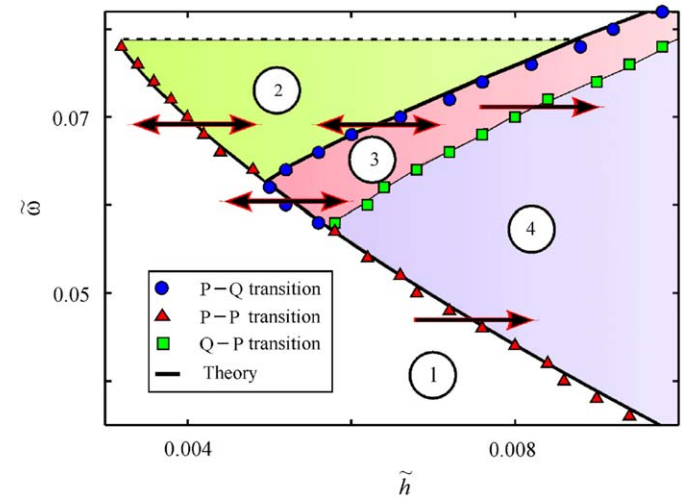 2
0.07
3
ω̃
4
0.05
P−Q transition
P−P transition
Q−P transition
Theory
1
0.004
0.008
h̃